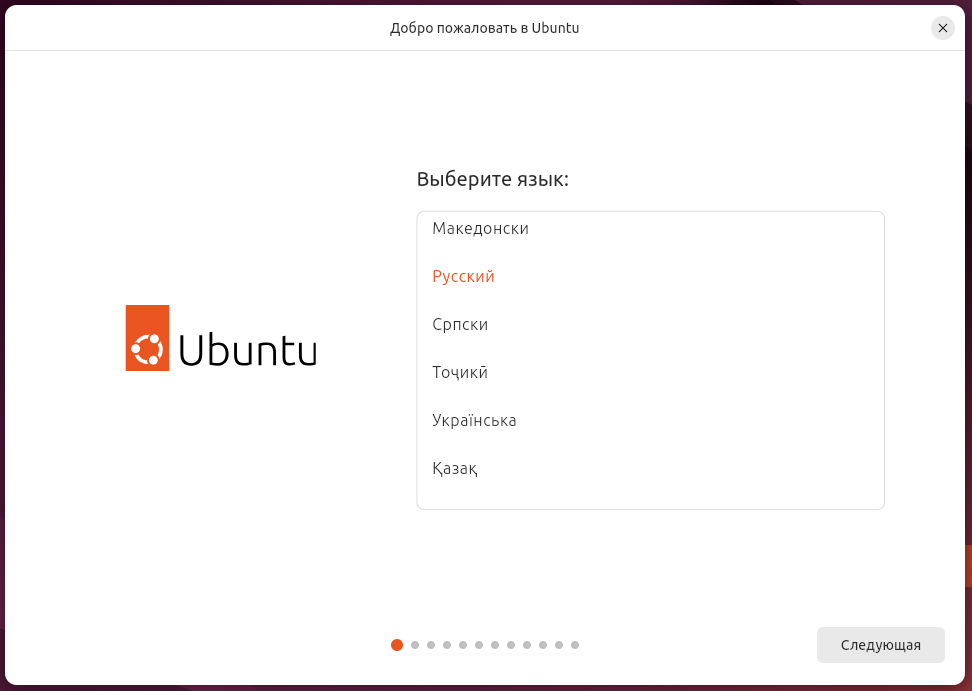 Добро пожаловать в Ubuntu
Выберите язык:
Македонски
Русский
Српски
Тоҷикӣ
Українська
Қазақ
Ubuntu
Следующая